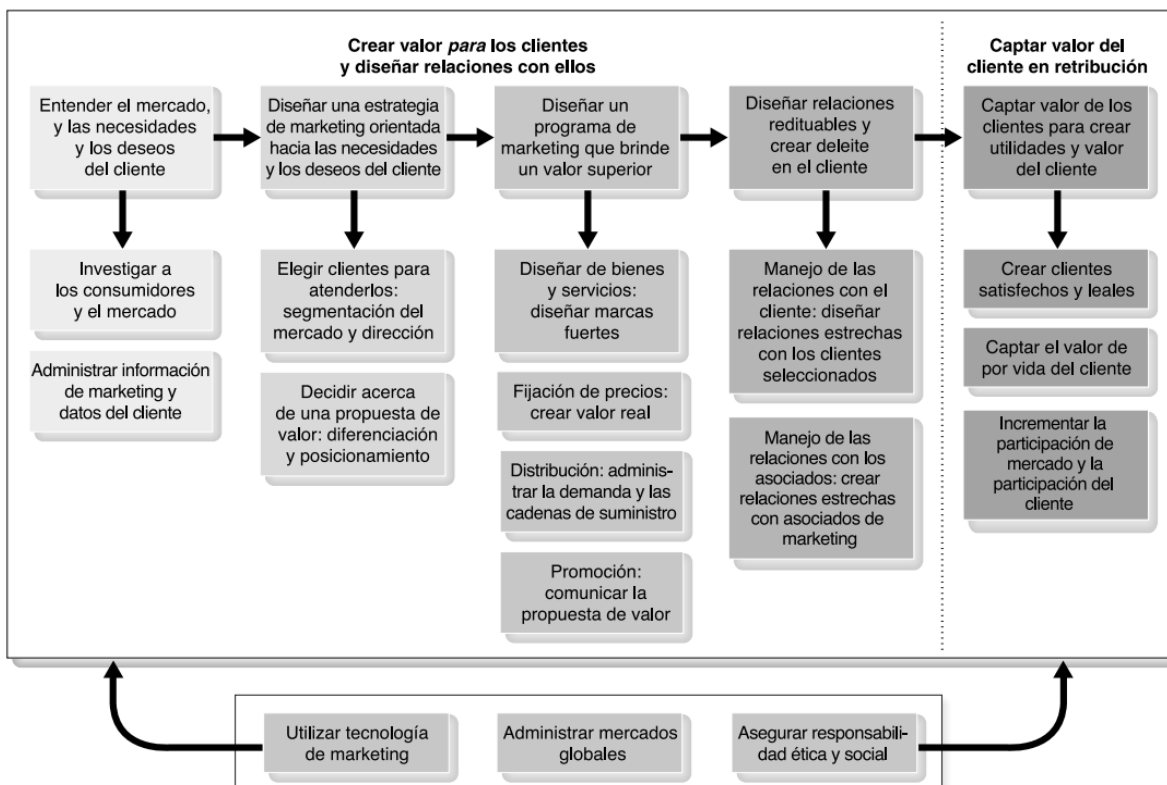 Crear valor para los clientes
y diseñar relaciones con ellos
Captar valor del
cliente en retribución
Entender el mercado,
y las necesidades
y los deseos
del cliente
Diseñar una estrategia
de marketing orientada
hacia las necesidades
y los deseos del cliente
Diseñar un
programa de
marketing que brinde
un valor superior
Diseñar relaciones
redituables y
crear deleite
en el cliente
Captar valor de los
clientes para crear
utilidades y valor
del cliente
Investigar a
los consumidores
y el mercado
Administrar información
de marketing y
datos del cliente
Elegir clientes para
atenderlos:
segmentación del
mercado y dirección
Decidir acerca
de una propuesta de
valor: diferenciación
y posicionamiento
Diseñar de bienes
y servicios:
diseñar marcas
fuertes
Fijación de precios:
crear valor real
Distribución: adminis-
trar la demanda y las
cadenas de suministro
Promoción:
comunicar la
propuesta de valor
Manejo de las
relaciones con el
cliente: diseñar
relaciones estrechas
con los clientes
seleccionados
Manejo de las
relaciones con los
asociados: crear
relaciones estrechas
con asociados de
marketing
Crear clientes
satisfechos y leales
Captar el valor de
por vida del cliente
Incrementar la
participación de
mercado y la
participación del
cliente
Utilizar tecnología
de marketing
Administrar mercados
globales
Asegurar responsabili-
dad ética y social